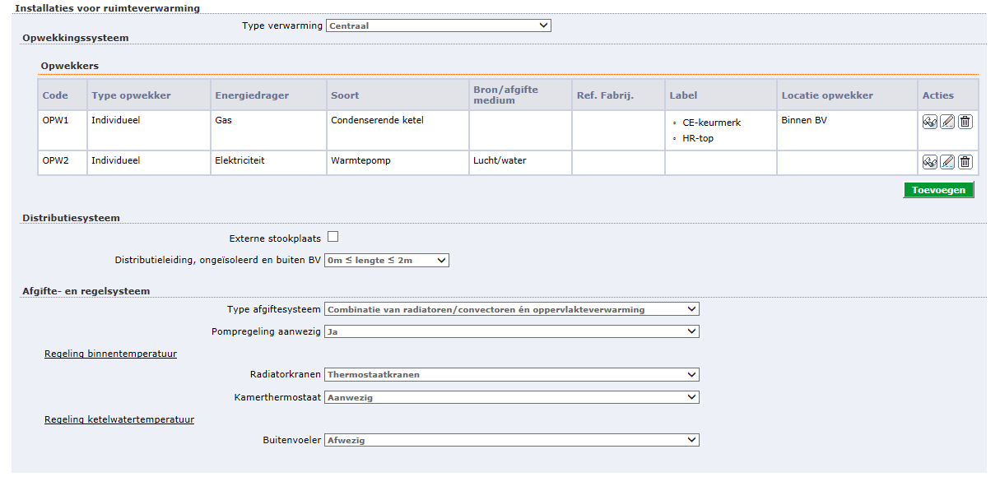 Installaties voor ruimteverwarming
Type verwarming Centraal
Opwekkingssysteem
Opwekkers
Code Type opwekker Energiedrager Soort Bron/afgifte medium Ref. Fabrij. Label Locatie opwekker Acties
OPW1 Individueel Gas Condenserende ketel CE-keurmerk Binnen BV
HR-top
OPW2 Individueel Elektriciteit Warmtepomp Lucht/water
Toevoegen
Distributiesysteem
Externe stookplaats
Distributieleiding, ongeïsoleerd en buiten BV 0m ≤ lengte ≤ 2m
Afgifte- en regelsysteem
Type afgiftesysteem Combinatie van radiatoren/convectoren én oppervlakteverwarming
Pompregeling aanwezig Ja
Regeling binnentemperatuur
Radiatorkranen Thermostaatkranen
Kamerthermostaat Aanwezig
Regeling ketelwatertemperatuur
Buitenvoeler Afwezig